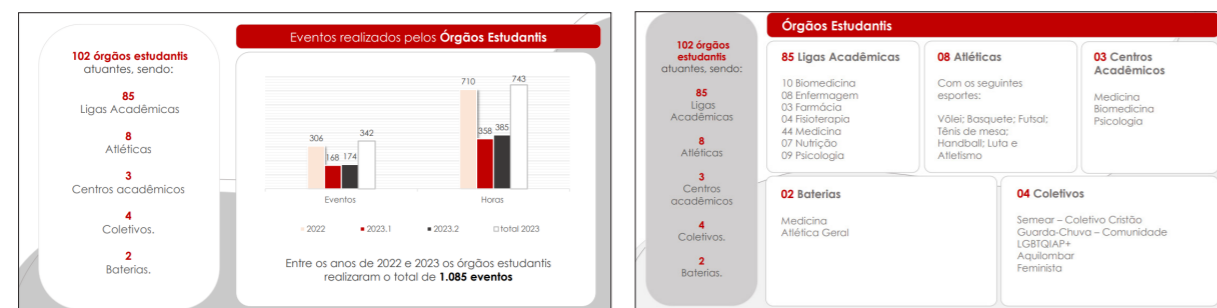 102 órgãos estudantis
atuantes, sendo:
85
Ligas Acadêmicas
8
Atléticas
3
Centros acadêmicos
4
Coletivos.
2
Baterias.
Eventos realizados pelos Órgãos Estudantis
306
168
174
342
710
358
385
743
Eventos
Horas
2022
2023.1
2023.2
total 2023
Entre os anos de 2022 e 2023 os órgãos estudantis
realizaram o total de 1.085 eventos
102 órgãos
estudantis
atuantes, sendo:
85
Ligas
Acadêmicas
8
Atléticas
3
Centros
acadêmicos
4
Coletivos.
2
Baterias.
Órgãos Estudantis
85 Ligas Acadêmicas
10 Biomedicina
08 Enfermagem
03 Farmácia
04 Fisioterapia
44 Medicina
07 Nutrição
09 Psicologia
08 Atléticas
Com os seguintes
esportes:
Vôlei; Basquete; Futsal;
Tênis de mesa;
Handball; Luta e
Atletismo
03 Centros
Acadêmicos
Medicina
Biomedicina
Psicologia
02 Baterias
Medicina
Atlética Geral
04 Coletivos
Semear – Coletivo Cristão
Guarda-Chuva – Comunidade
LGBTQIAP+
Aquilombar
Feminista